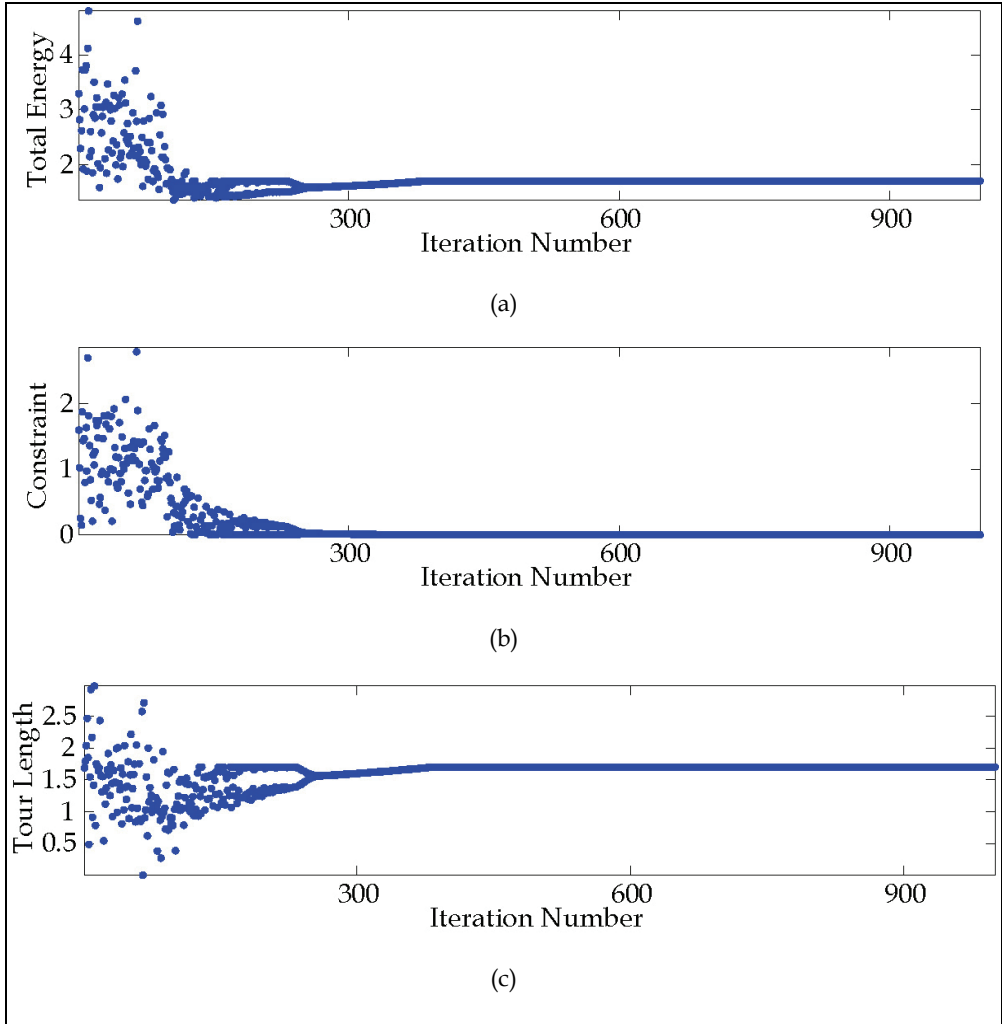 Total Energy
4
3
2
300 600 900
Iteration Number
(a)
Constraint
2
1
0
300 600 900
Iteration Number
(b)
Tour Length
2.5
2
1.5
1
0.5
300 600 900
Iteration Number
(c)